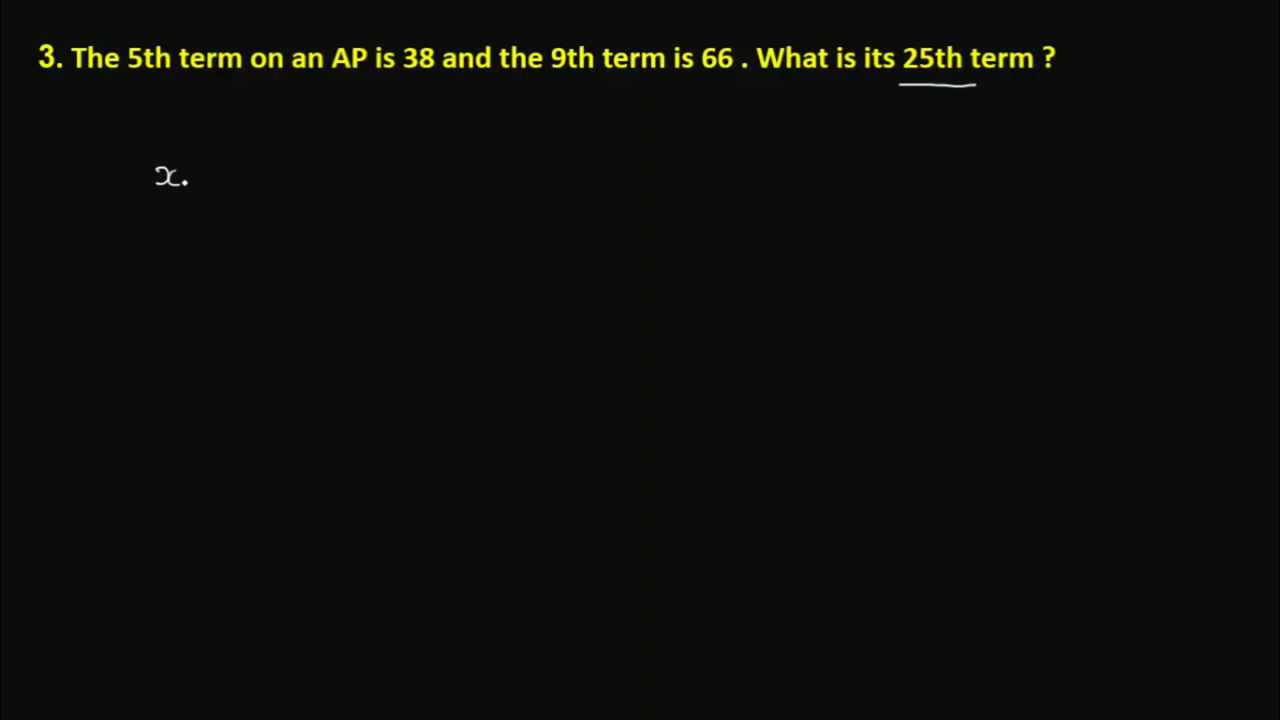 3. The 5th term on an AP is 38 and the 9th term is 66 . What is its 25th term ?
x.